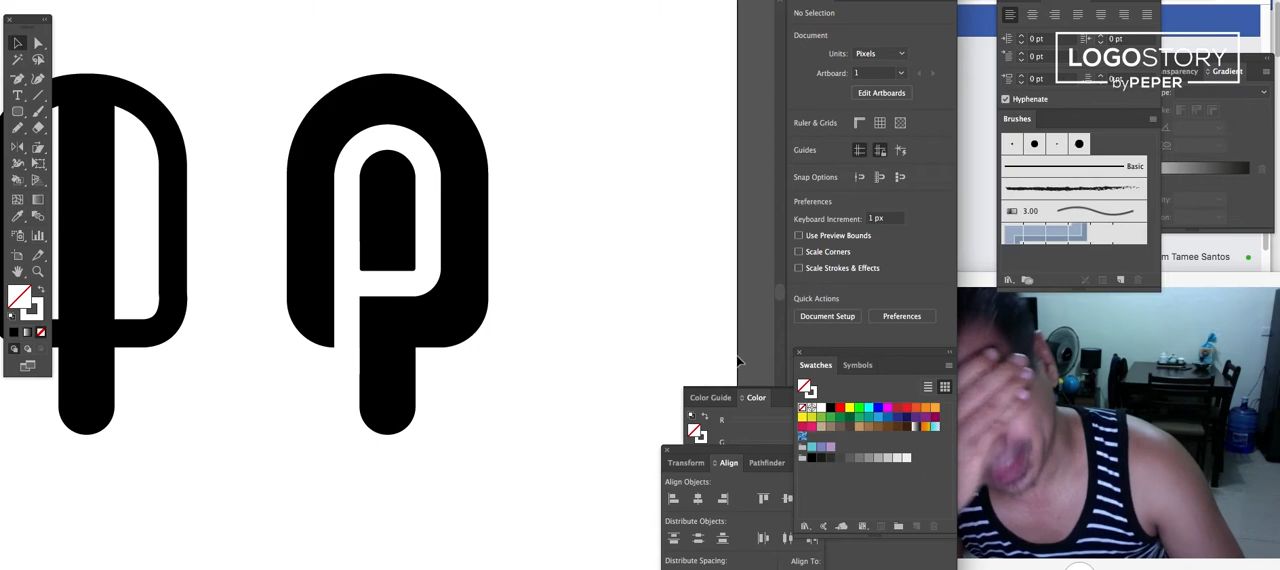 No Selection
Document
Units: Pixels
Artboard: 1
Edit Artboards
Ruler & Grids
Guides
Snap Options
Preferences
Keyboard Increment: 1 px
Use Preview Bounds
Scale Corners
Scale Strokes & Effects
Quick Actions
Document Setup
Preferences
Swatches
Symbols
Color Guide
Color
R
G
Transform
Align
Pathfinder
Align Objects:
Distribute Objects:
Distribute Spacing:
Align To:
0 pt
0 pt
0 pt
0 pt
0 pt
Hyphenate
Brushes
Basic
3.00
LOGOSTORY
byPEPER
Gradient
Tamee Santos